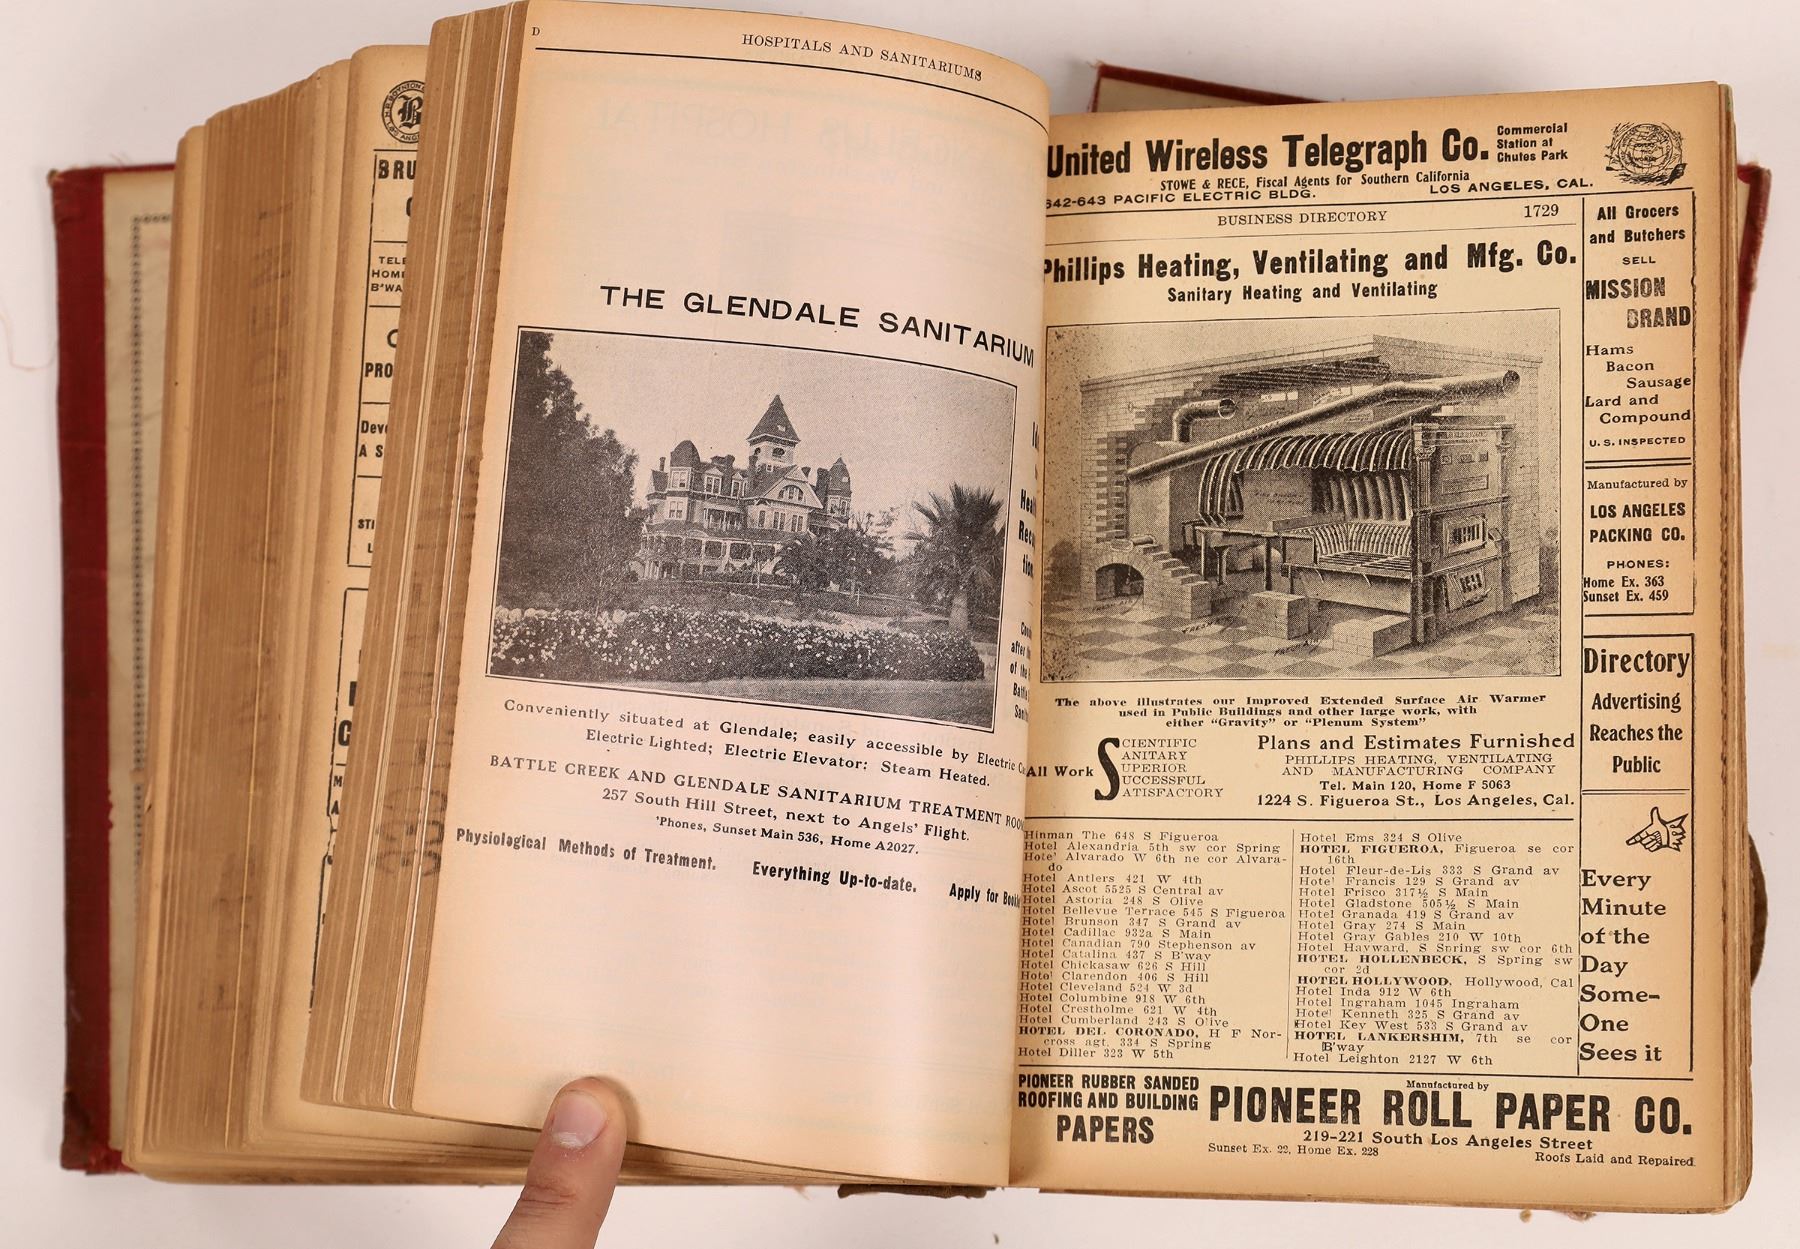 BRU
TELE
HOM
B'WA
PRO
Deve
A S
STI
L
D
HOSPITALS AND SANITARIUMS
THE GLENDALE SANITARIUM
Conveniently situated at Glendale; easily accessible by Electric
Electric Lighted; Electric Elevator: Steam Heated.
BATTLE CREEK AND GLENDALE SANITARIUM TREATMENT ROO
257 South Hill Street, next to Angels' Flight.
'Phones, Sunset Main 536, Home A2027.
Physiological Methods of Treatment. Everything Up-to-date. Apply for
United Wireless Telegraph Co.
Commercial
Station at
Chutes Park
STOWE & RECE, Fiscal Agents for Southern California
642-643 PACIFIC ELECTRIC BLDG. LOS ANGELES, CAL.
BUSINESS DIRECTORY 1729
Phillips Heating, Ventilating and Mfg. Co.
Sanitary Heating and Ventilating
The above illustrates our Improved Extended Surface Air Warmer
used in Public Buildings and other large work, with
either "Gravity" or "Plenum System"
All Work
SCIENTIFIC
SANITARY
SUPERIOR
SUCCESSFUL
SATISFACTORY
Plans and Estimates Furnished
PHILLIPS HEATING, VENTILATING
AND MANUFACTURING COMPANY
Tel. Main 120, Home F 5063
1224 S. Figueroa St., Los Angeles, Cal.
Hinman The 648 S Figueroa
Hotel Alexandria 5th sw cor Spring
Hotel Alvarado W 6th ne cor Alvara-
do
Hotel Antlers 421 W 4th
Hotel Ascot 5525 S Central av
Hotel Astoria 248 S Olive
Hotel Bellevue Terrace 545 S Figueroa
Hotel Brunson 347 S Grand av
Hotel Cadillac 932a S Main
Hotel Canadian 790 Stephenson av
Hotel Catalina 437 S B'way
Hotel Chickasaw 626 S Hill
Hotel Clarendon 406 S Hill
Hotel Cleveland 524 W 3d
Hotel Columbine 918 W 6th
Hotel Crestholme 621 W 4th
Hotel Cumberland 243 S Olive
HOTEL DEL CORONADO, H F Nor-
cross agt. 334 S Spring
Hotel Diller 323 W 5th
Hotel Ems 324 S Olive
HOTEL FIGUEROA, Figueroa se cor
16th
Hotel Fleur-de-Lis 333 S Grand av
Hotel Francis 129 S Grand av
Hotel Frisco 317½ S Main
Hotel Gladstone 505½ S Main
Hotel Granada 419 S Grand av
Hotel Gray 274 S Main
Hotel Gray Gables 210 W 10th
Hotel Hayward, S Spring sw cor 6th
HOTEL HOLLENBECK, S Spring sw
cor 2d
HOTEL HOLLYWOOD, Hollywood, Cal
Hotel Inda 912 W 6th
Hotel Ingraham 1045 Ingraham
Hotel Kenneth 325 S Grand av
Hotel Key West 533 S Grand av
HOTEL LANKERSHIM, 7th se cor
B'way
Hotel Leighton 2127 W 6th
All Grocers
and Butchers
SELL
MISSION
BRAND
Hams
Bacon
Sausage
Lard and
Compound
U. S. INSPECTED
Manufactured by
LOS ANGELES
PACKING CO.
PHONES:
Home Ex. 363
Sunset Ex. 459
Directory
Advertising
Reaches the
Public
Every
Minute
of the
Day
Some-
One
Sees it
PIONEER RUBBER SANDED
ROOFING AND BUILDING
PAPERS
Manufactured by
PIONEER ROLL PAPER CO.
219-221 South Los Angeles Street
Sunset Ex. 22, Home Ex. 228
Roofs Laid and Repaired.